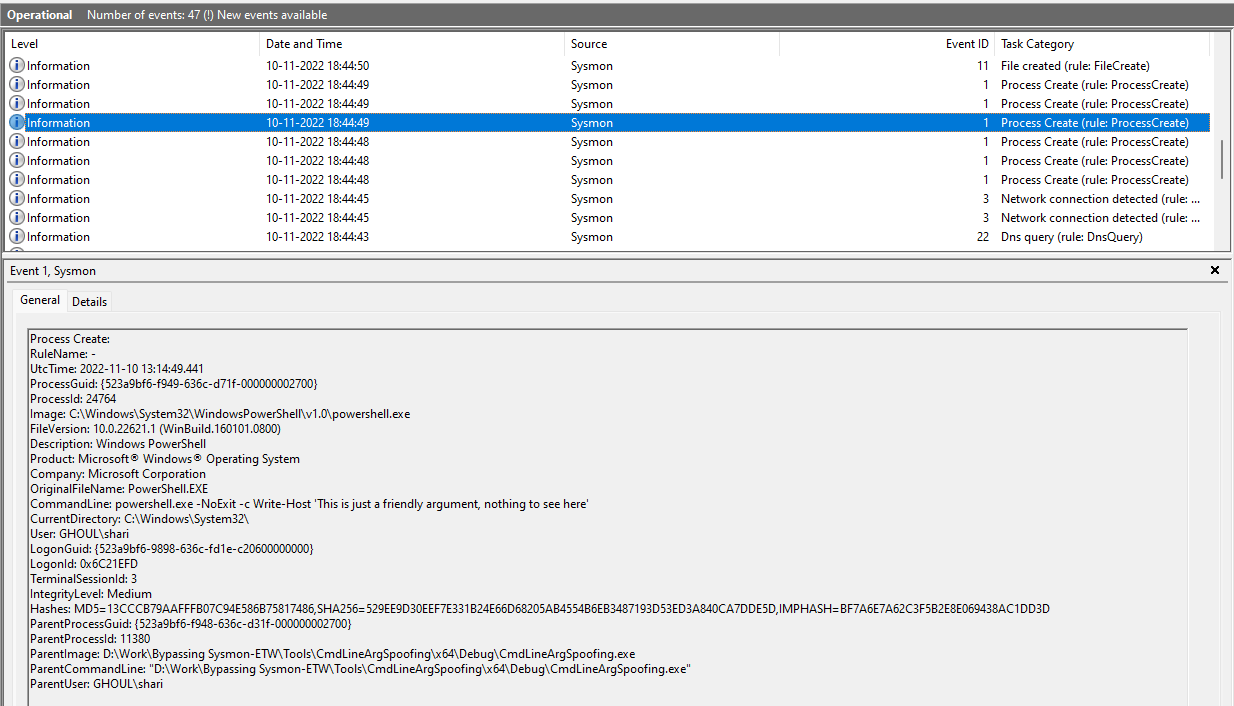 Operational Number of events: 47 (!) New events available
Level Date and Time Source Event ID Task Category
Information 10-11-2022 18:44:50 Sysmon 11 File created (rule: FileCreate)
Information 10-11-2022 18:44:49 Sysmon 1 Process Create (rule: ProcessCreate)
Information 10-11-2022 18:44:49 Sysmon 1 Process Create (rule: ProcessCreate)
Information 10-11-2022 18:44:49 Sysmon 1 Process Create (rule: ProcessCreate)
Information 10-11-2022 18:44:48 Sysmon 1 Process Create (rule: ProcessCreate)
Information 10-11-2022 18:44:48 Sysmon 1 Process Create (rule: ProcessCreate)
Information 10-11-2022 18:44:48 Sysmon 1 Process Create (rule: ProcessCreate)
Information 10-11-2022 18:44:45 Sysmon 3 Network connection detected (rule: ...
Information 10-11-2022 18:44:45 Sysmon 3 Network connection detected (rule: ...
Information 10-11-2022 18:44:43 Sysmon 22 Dns query (rule: DnsQuery)
Event 1, Sysmon
General Details
Process Create:
RuleName: -
UtcTime: 2022-11-10 13:14:49.441
ProcessGuid: {523a9bf6-f949-636c-d71f-000000002700}
ProcessId: 24764
Image: C:\Windows\System32\WindowsPowerShell\v1.0\powershell.exe
FileVersion: 10.0.22621.1 (WinBuild.160101.0800)
Description: Windows PowerShell
Product: Microsoft® Windows® Operating System
Company: Microsoft Corporation
OriginalFileName: PowerShell.EXE
CommandLine: powershell.exe -NoExit -c Write-Host 'This is just a friendly argument, nothing to see here'
CurrentDirectory: C:\Windows\System32\
User: GHOUL\shari
LogonGuid: {523a9bf6-9898-636c-fd1e-c20600000000}
LogonId: 0x6C21EFD
TerminalSessionId: 3
IntegrityLevel: Medium
Hashes: MD5=13CCCB79AAFFFB07C94E586B75817486,SHA256=529EE9D30EEF7E331B24E66D68205AB4554B6EB3487193D53ED3A840CA7DDE5D,IMPHASH=BF7A6E7A62C3F5B2E8E069438AC1DD3D
ParentProcessGuid: {523a9bf6-f948-636c-d31f-000000002700}
ParentProcessId: 11380
ParentImage: D:\Work\Bypassing Sysmon-ETW\Tools\CmdLineArgSpoofing\x64\Debug\CmdLineArgSpoofing.exe
ParentCommandLine: "D:\Work\Bypassing Sysmon-ETW\Tools\CmdLineArgSpoofing\x64\Debug\CmdLineArgSpoofing.exe"
ParentUser: GHOUL\shari